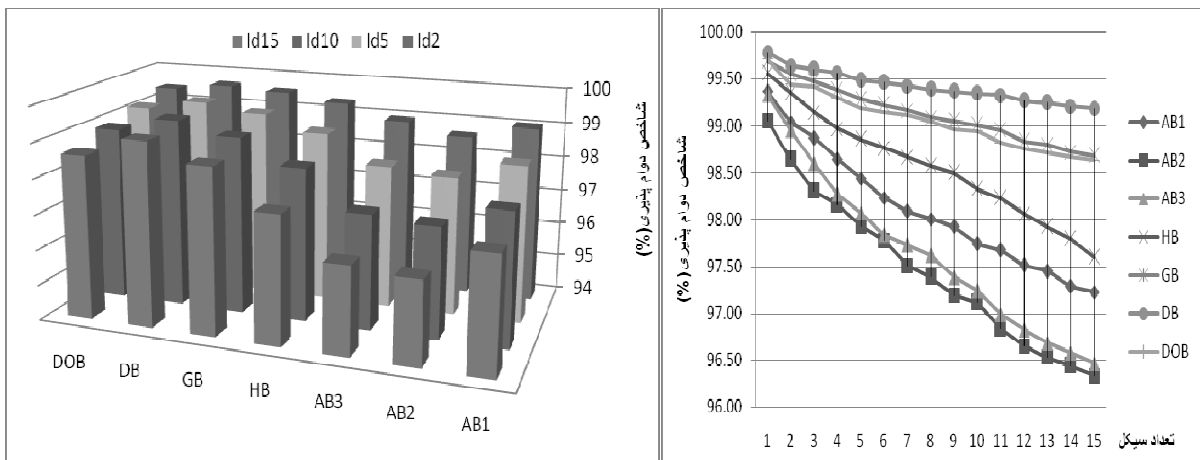 Id15 Id10 Id5 Id2
100
99
98
97
96
95
94
شاخص دوام پذیری(%)
DOB DB GB HB AB3 AB2 AB1
100.00
99.50
99.00
98.50
98.00
97.50
97.00
96.50
96.00
شاخص دوام پذیری(%)
1 2 3 4 5 6 7 8 9 10 11 12 13 14 15
تعداد سیکل
AB1
AB2
AB3
HB
GB
DB
DOB